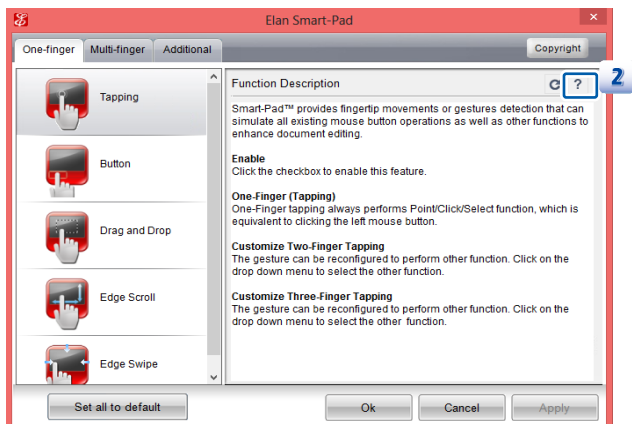 Elan Smart-Pad
One-finger Multi-finger Additional Copyright
Tapping
Button
Drag and Drop
Edge Scroll
Edge Swipe
Function Description ? 2
Smart-Pad™ provides fingertip movements or gestures detection that can
simulate all existing mouse button operations as well as other functions to
enhance document editing.
Enable
Click the checkbox to enable this feature.
One-Finger (Tapping)
One-Finger tapping always performs Point/Click/Select function, which is
equivalent to clicking the left mouse button.
Customize Two-Finger Tapping
The gesture can be reconfigured to perform other function. Click on the
drop down menu to select the other function.
Customize Three-Finger Tapping
The gesture can be reconfigured to perform other function. Click on the
drop down menu to select the other function.
Set all to default Ok Cancel Apply